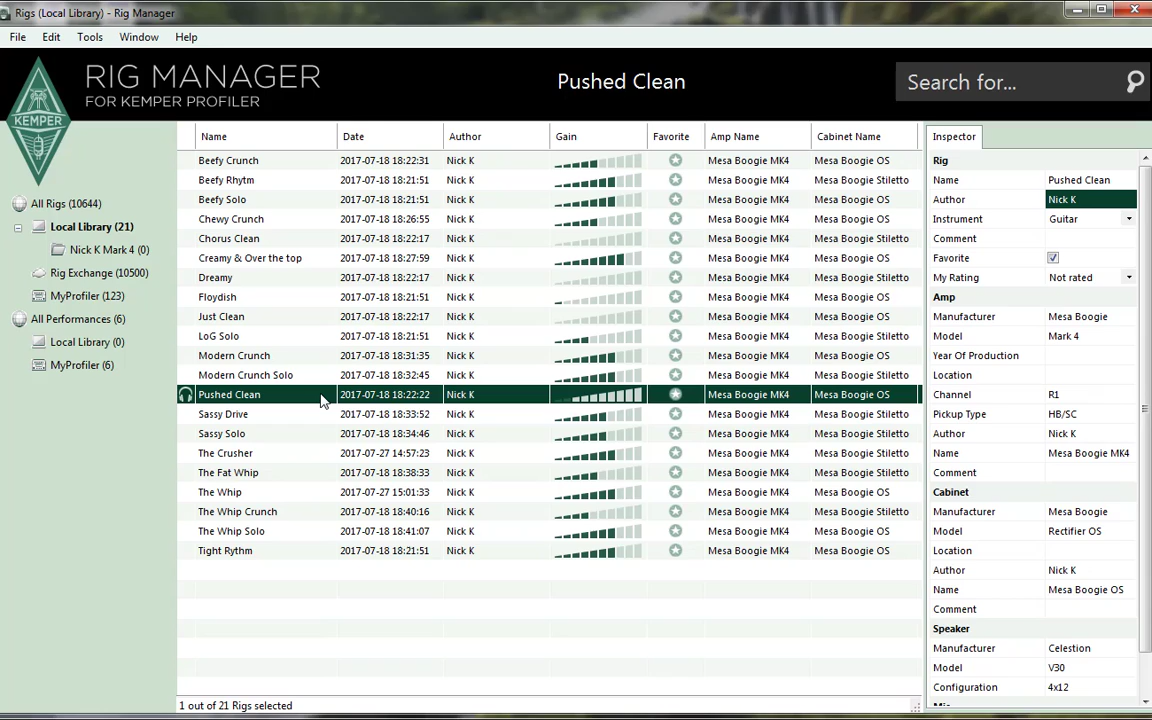 Rigs (Local Library) - Rig Manager
File Edit Tools Window Help
KEMPER
RIG MANAGER
FOR KEMPER PROFILER
Pushed Clean
Search for...
All Rigs (10644)
Local Library (21)
Nick K Mark 4 (0)
Rig Exchange (10500)
MyProfiler (123)
All Performances (6)
Local Library (0)
MyProfiler (6)
Name Date Author Gain Favorite Amp Name Cabinet Name
Beefy Crunch 2017-07-18 18:22:31 Nick K Mesa Boogie MK4 Mesa Boogie OS
Beefy Rhytm 2017-07-18 18:21:51 Nick K Mesa Boogie MK4 Mesa Boogie Stiletto
Beefy Solo 2017-07-18 18:21:51 Nick K Mesa Boogie MK4 Mesa Boogie OS
Chewy Crunch 2017-07-18 18:26:55 Nick K Mesa Boogie MK4 Mesa Boogie Stiletto
Chorus Clean 2017-07-18 18:22:17 Nick K Mesa Boogie MK4 Mesa Boogie Stiletto
Creamy & Over the top 2017-07-18 18:27:59 Nick K Mesa Boogie MK4 Mesa Boogie OS
Dreamy 2017-07-18 18:22:17 Nick K Mesa Boogie MK4 Mesa Boogie Stiletto
Floydish 2017-07-18 18:21:51 Nick K Mesa Boogie MK4 Mesa Boogie OS
Just Clean 2017-07-18 18:22:17 Nick K Mesa Boogie MK4 Mesa Boogie OS
LoG Solo 2017-07-18 18:21:51 Nick K Mesa Boogie MK4 Mesa Boogie Stiletto
Modern Crunch 2017-07-18 18:31:35 Nick K Mesa Boogie MK4 Mesa Boogie OS
Modern Crunch Solo 2017-07-18 18:32:45 Nick K Mesa Boogie MK4 Mesa Boogie Stiletto
Pushed Clean 2017-07-18 18:22:22 Nick K Mesa Boogie MK4 Mesa Boogie OS
Sassy Drive 2017-07-18 18:33:52 Nick K Mesa Boogie MK4 Mesa Boogie Stiletto
Sassy Solo 2017-07-18 18:34:46 Nick K Mesa Boogie MK4 Mesa Boogie Stiletto
The Crusher 2017-07-27 14:57:23 Nick K Mesa Boogie MK4 Mesa Boogie Stiletto
The Fat Whip 2017-07-18 18:38:33 Nick K Mesa Boogie MK4 Mesa Boogie Stiletto
The Whip 2017-07-27 15:01:33 Nick K Mesa Boogie MK4 Mesa Boogie OS
The Whip Crunch 2017-07-18 18:40:16 Nick K Mesa Boogie MK4 Mesa Boogie Stiletto
The Whip Solo 2017-07-18 18:41:07 Nick K Mesa Boogie MK4 Mesa Boogie OS
Tight Rythm 2017-07-18 18:21:51 Nick K Mesa Boogie MK4 Mesa Boogie OS
1 out of 21 Rigs selected
Inspector
Rig
Name Pushed Clean
Author Nick K
Instrument Guitar
Comment
Favorite
My Rating Not rated
Amp
Manufacturer Mesa Boogie
Model Mark 4
Year Of Production
Location
Channel R1
Pickup Type HB/SC
Author Nick K
Name Mesa Boogie MK4
Comment
Cabinet
Manufacturer Mesa Boogie
Model Rectifier OS
Location
Author Nick K
Name Mesa Boogie OS
Comment
Speaker
Manufacturer Celestion
Model V30
Configuration 4x12